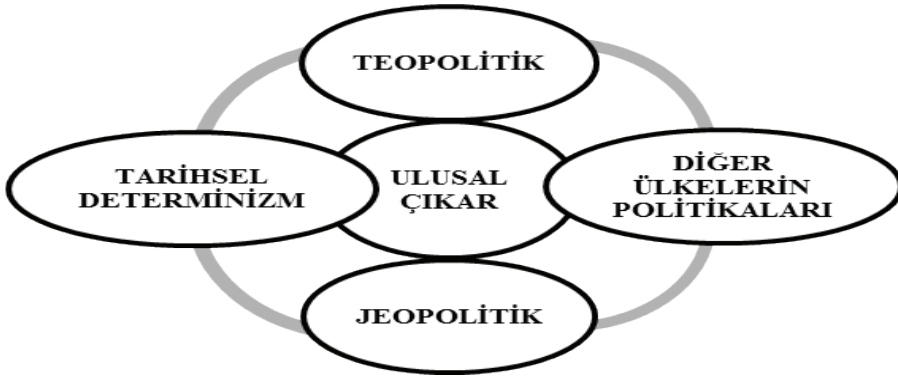 TEOPOLİTİK
TARİHSEL
DETERMİNİZM
ULUSAL
ÇIKAR
DİĞER
ÜLKELERİN
POLİTİKALARI
JEOPOLİTİK